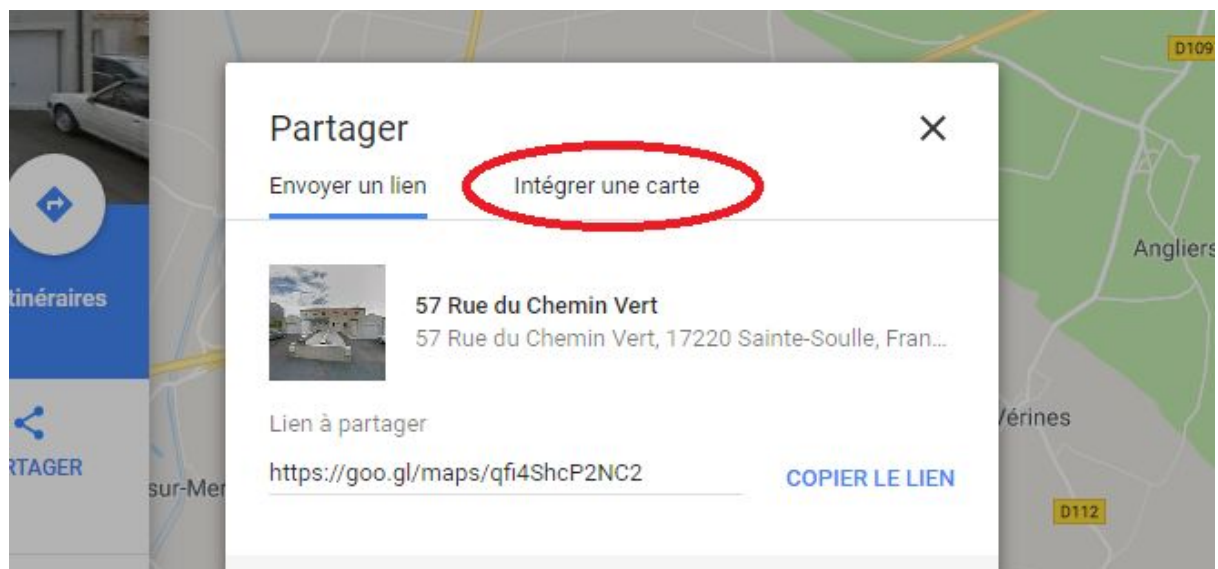 D109
Partager
Envoyer un lien
Intégrer une carte
Angliers
tinéraires
57 Rue du Chemin Vert
57 Rue du Chemin Vert, 17220 Sainte-Soulle, Fran...
Lien à partager
Vérines
RTAGER
https://goo.gl/maps/qfi4ShcP2NC2
COPIER LE LIEN
sur-Mer
D112